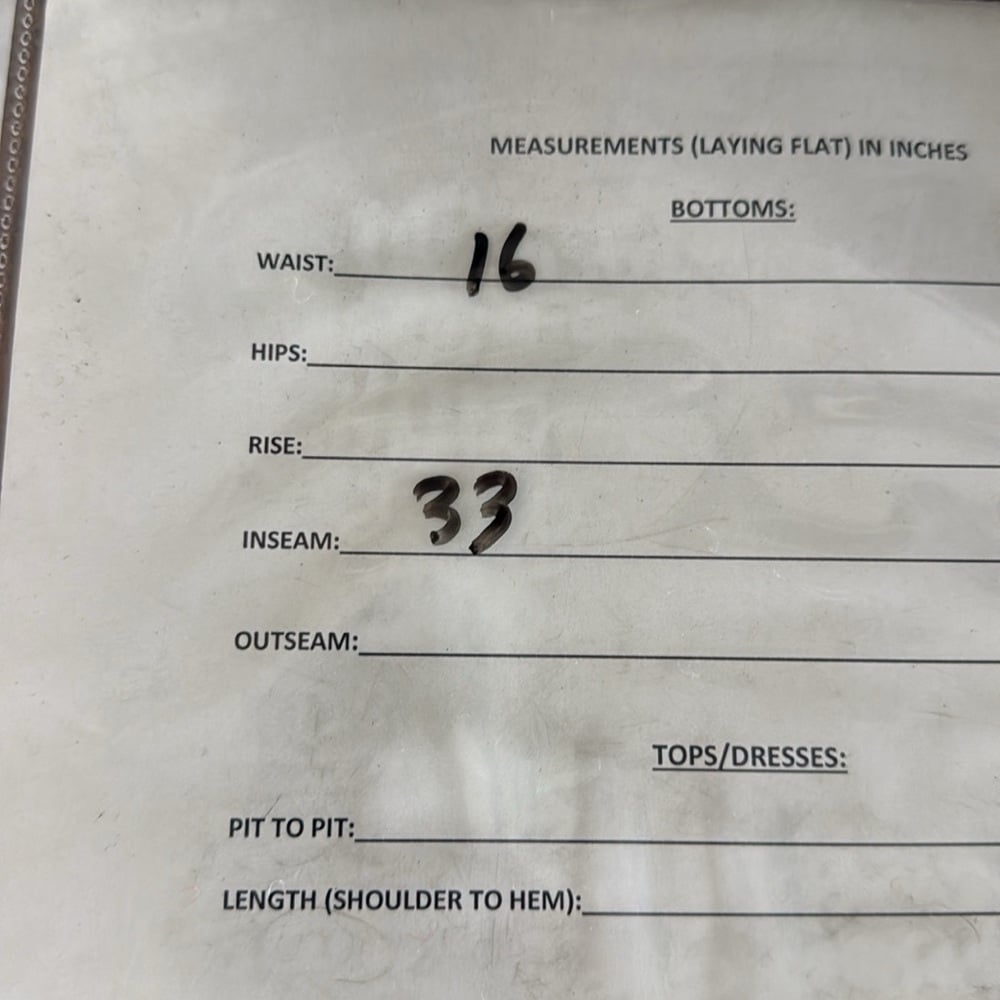 MEASUREMENTS (LAYING FLAT) IN INCHES
BOTTOMS:
WAIST: 16
HIPS:
RISE:
INSEAM: 33
OUTSEAM:
TOPS/DRESSES:
PIT TO PIT:
LENGTH (SHOULDER TO HEM):